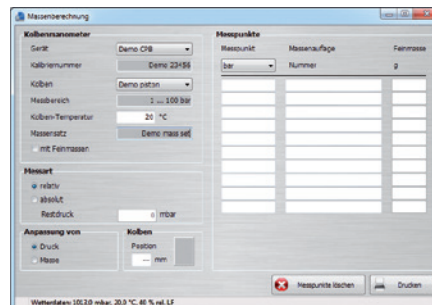 Massenberechnung
Kolbenmanometer
Gerät Demo CPB
Kalibriernummer Demo 23456
Kolben Demo piston
Messbereich 1 ... 100 bar
Kolben-Temperatur 20 °C
Massensatz Demo mass set
mit Feinmassen
Messart
relativ
absolut
Restdruck 0 mbar
Anpassung von
Druck
Masse
Kolben
Position
--- mm
Messpunkte
Messpunkt Massenauflage Feinmasse
bar Nummer g
Messpunkte löschen
Drucken
Wetterdaten: 1013,0 mbar, 20,0 °C, 60 % rel. LF